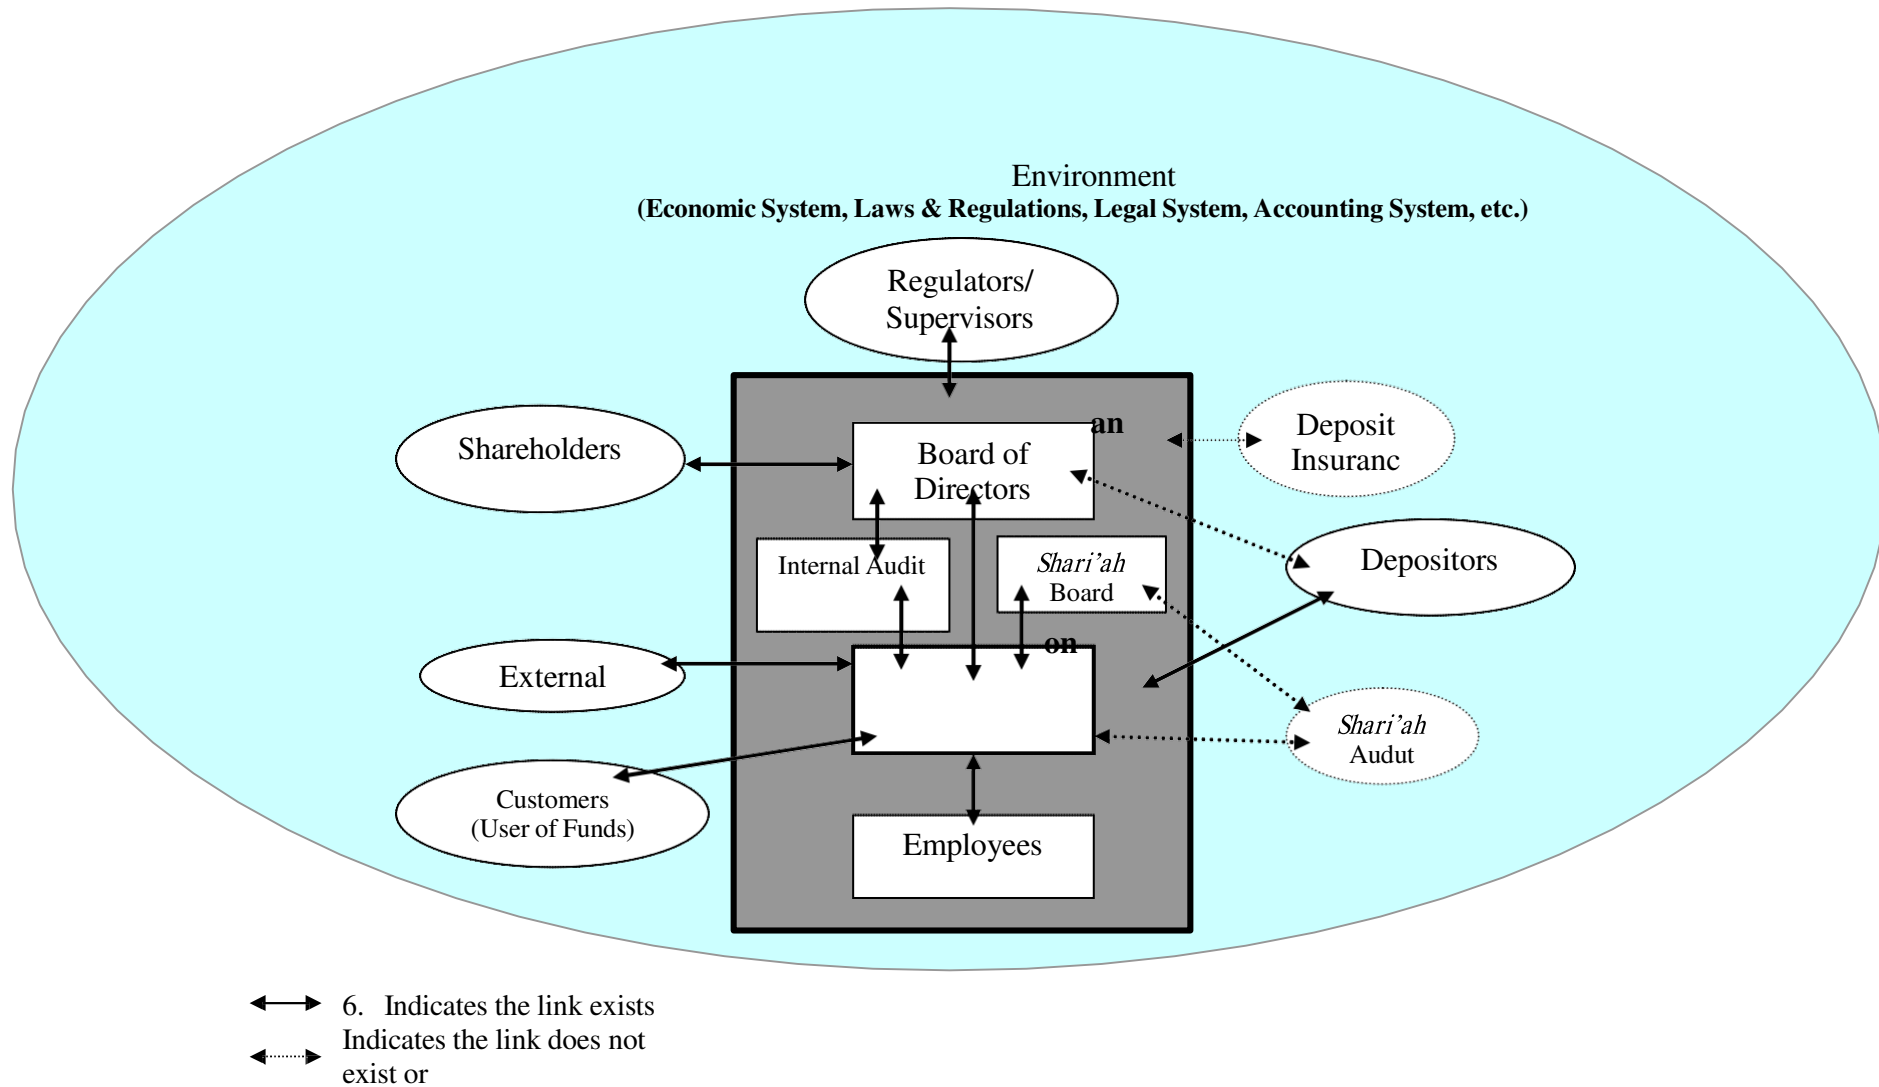 Environment
(Economic System, Laws & Regulations, Legal System, Accounting System, etc.)
Regulators/
Supervisors
an
Shareholders
Board of
Directors
Deposit
Insuranc
Internal Audit
Shari’ah
Board
Depositors
on
External
Shari’ah
Audut
Customers
(User of Funds)
Employees
6. Indicates the link exists
Indicates the link does not
exist or